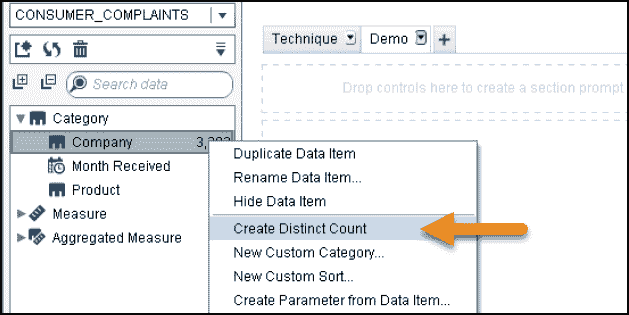 CONSUMER_COMPLAINTS
Technique
Demo
Search data
Drop controls here to create a section prompt
Category
Company
Month Received
Product
Measure
Aggregated Measure
Duplicate Data Item
Rename Data Item...
Hide Data Item
Create Distinct Count
New Custom Category...
New Custom Sort...
Create Parameter from Data Item...